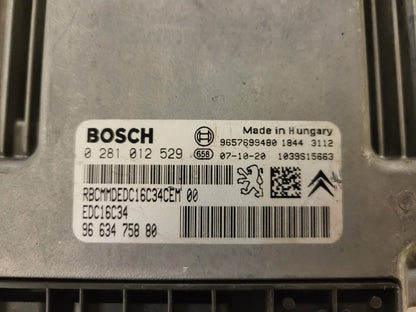 BOSCH
Made in Hungary
0 281 012 529
9657699480 1844 3112
658 07-10-20 1039S15663
RBCMMDEDC16C34CEM 00
EDC16C34
96 634 758 80